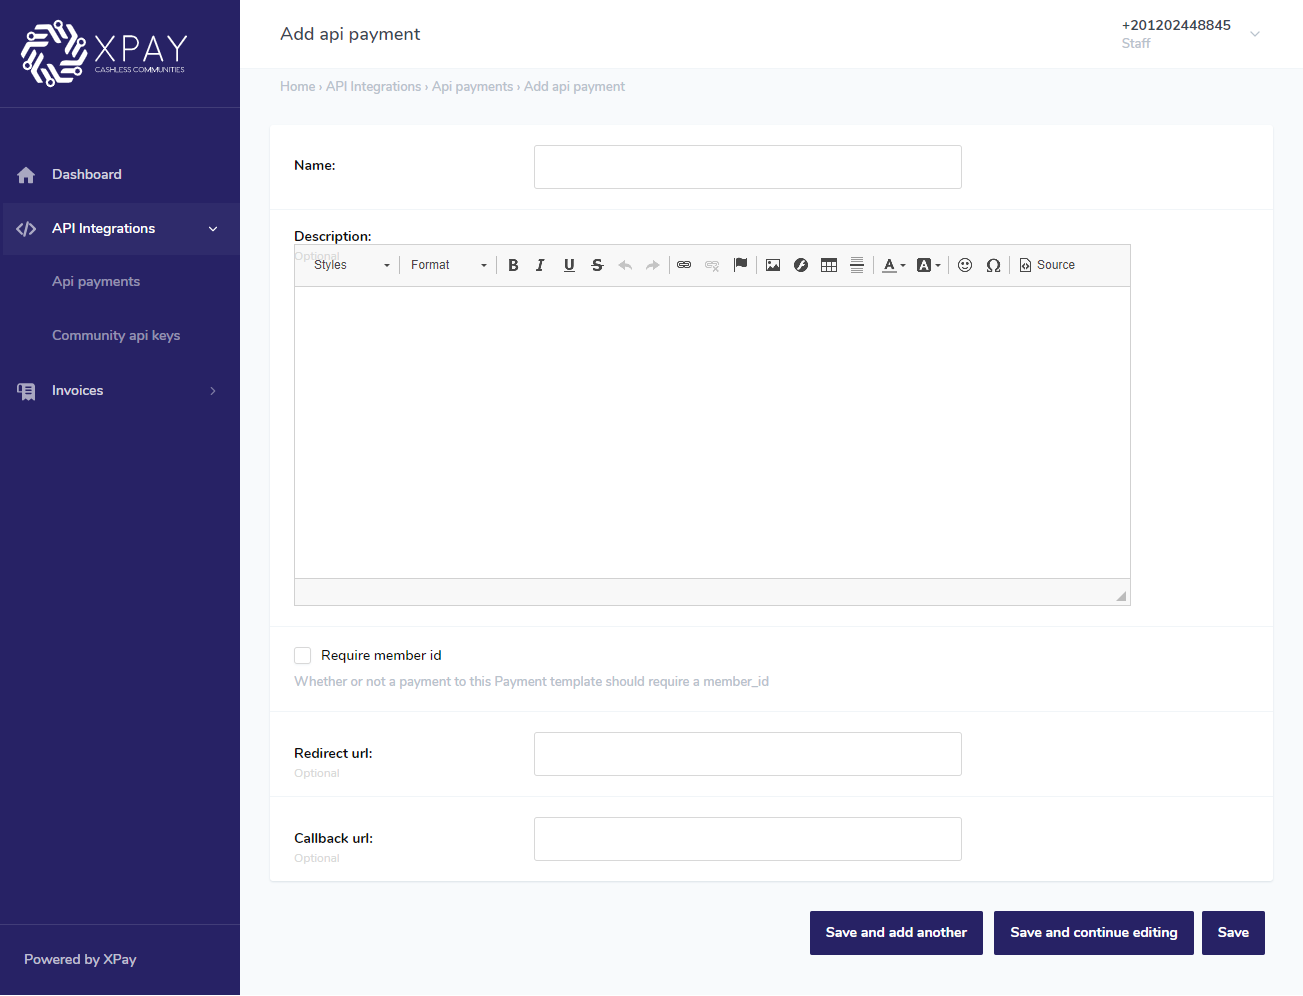 XPAY
CASHLESS COMMUNITIES
Dashboard
API Integrations
Api payments
Community api keys
Invoices
Powered by XPay
Add api payment
+201202448845
Staff
Home › API Integrations › Api payments › Add api payment
Name:
Description:
Optional
Styles Format B I U S A A Ω Source
Require member id
Whether or not a payment to this Payment template should require a member_id
Redirect url:
Optional
Callback url:
Optional
Save and add another Save and continue editing Save